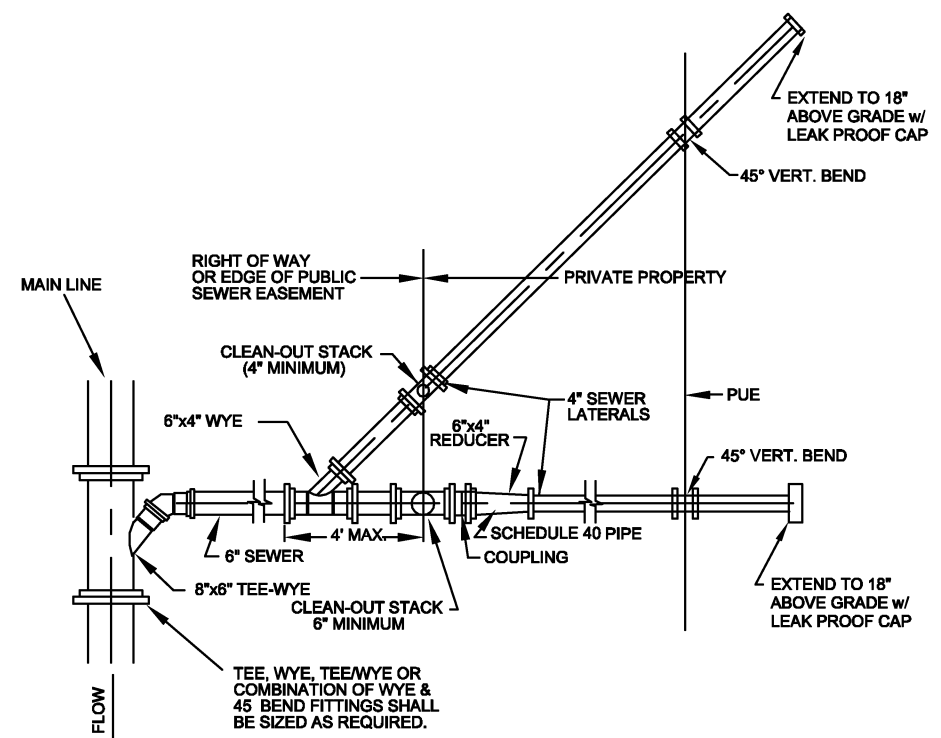 EXTEND TO 18"
ABOVE GRADE w/
LEAK PROOF CAP
45° VERT. BEND
RIGHT OF WAY
OR EDGE OF PUBLIC
SEWER EASEMENT
PRIVATE PROPERTY
MAIN LINE
CLEAN-OUT STACK
(4" MINIMUM)
4" SEWER
LATERALS
PUE
6"x4" WYE
6"x4"
REDUCER
45° VERT. BEND
4' MAX.
SCHEDULE 40 PIPE
6" SEWER
COUPLING
8"x6" TEE-WYE
CLEAN-OUT STACK
6" MINIMUM
EXTEND TO 18"
ABOVE GRADE w/
LEAK PROOF CAP
TEE, WYE, TEE/WYE OR
COMBINATION OF WYE &
45 BEND FITTINGS SHALL
BE SIZED AS REQUIRED.
FLOW